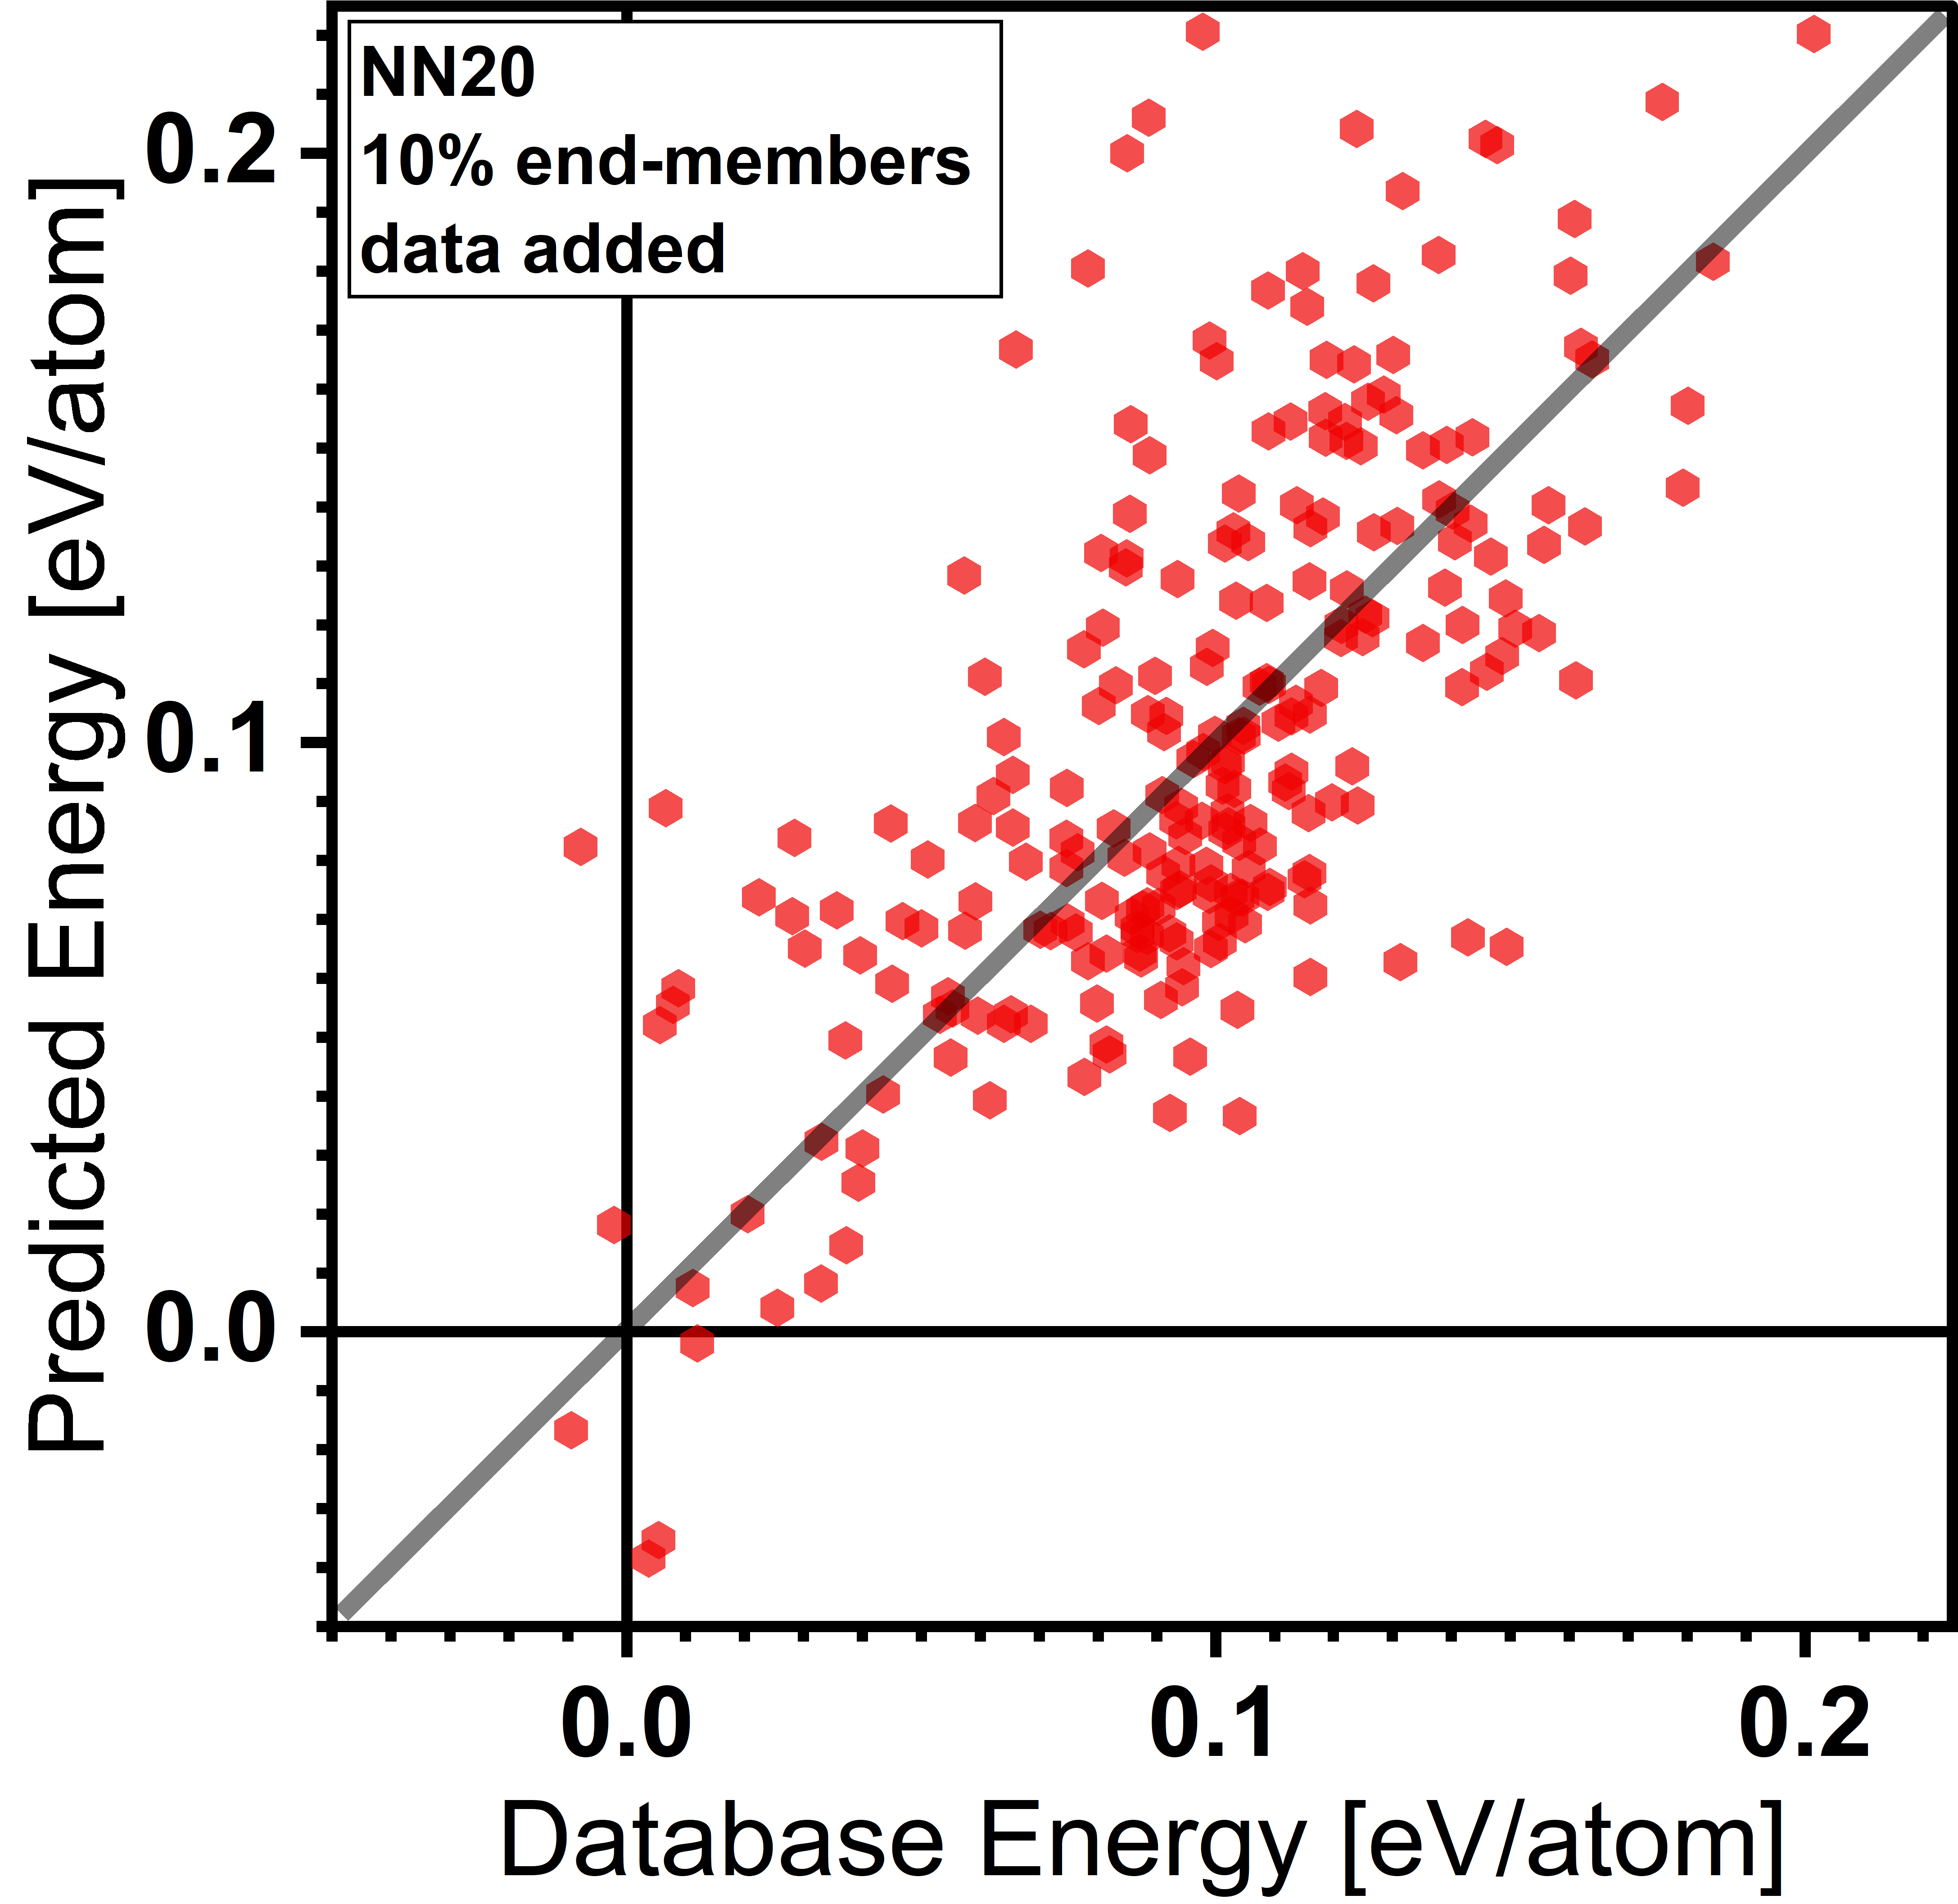 NN20
10% end-members
data added
Predicted Energy [eV//atom]
0.2
0.1
0.0
0.0 0.1 0.2
Database Energy [eV/atom]